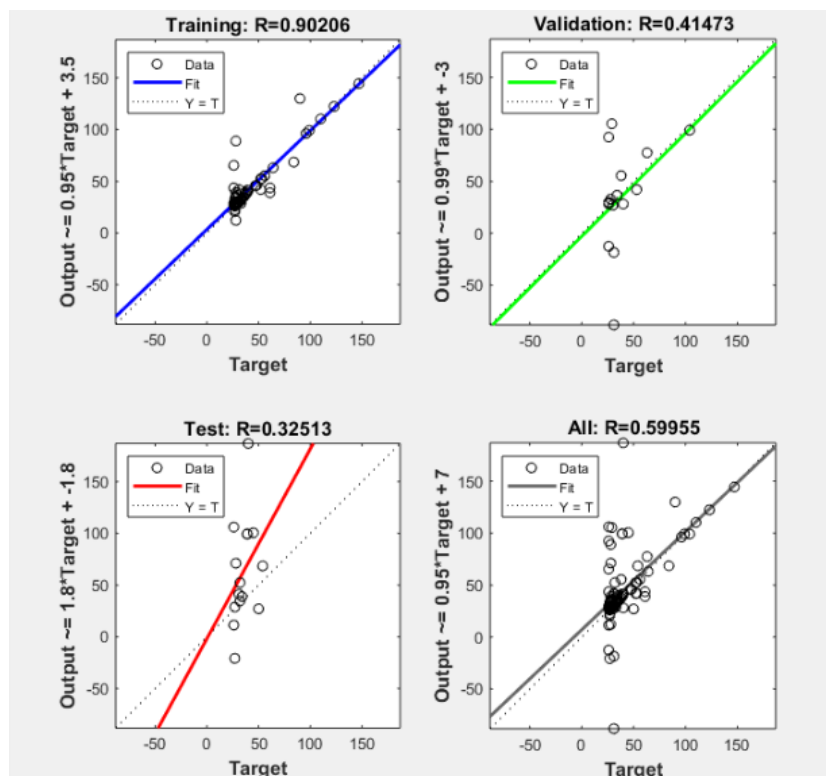 Training: R=0.90206
Output ~= 0.95*Target + 3.5
150
100
50
0
-50
Data
Fit
Y = T
-50 0 50 100 150
Target
Validation: R=0.41473
Output ~= 0.99*Target + -3
150
100
50
0
-50
Data
Fit
Y = T
-50 0 50 100 150
Target
Test: R=0.32513
Output ~= 1.8*Target + -1.8
150
100
50
0
-50
Data
Fit
Y = T
-50 0 50 100 150
Target
All: R=0.59955
Output ~= 0.95*Target + 7
150
100
50
0
-50
Data
Fit
Y = T
-50 0 50 100 150
Target